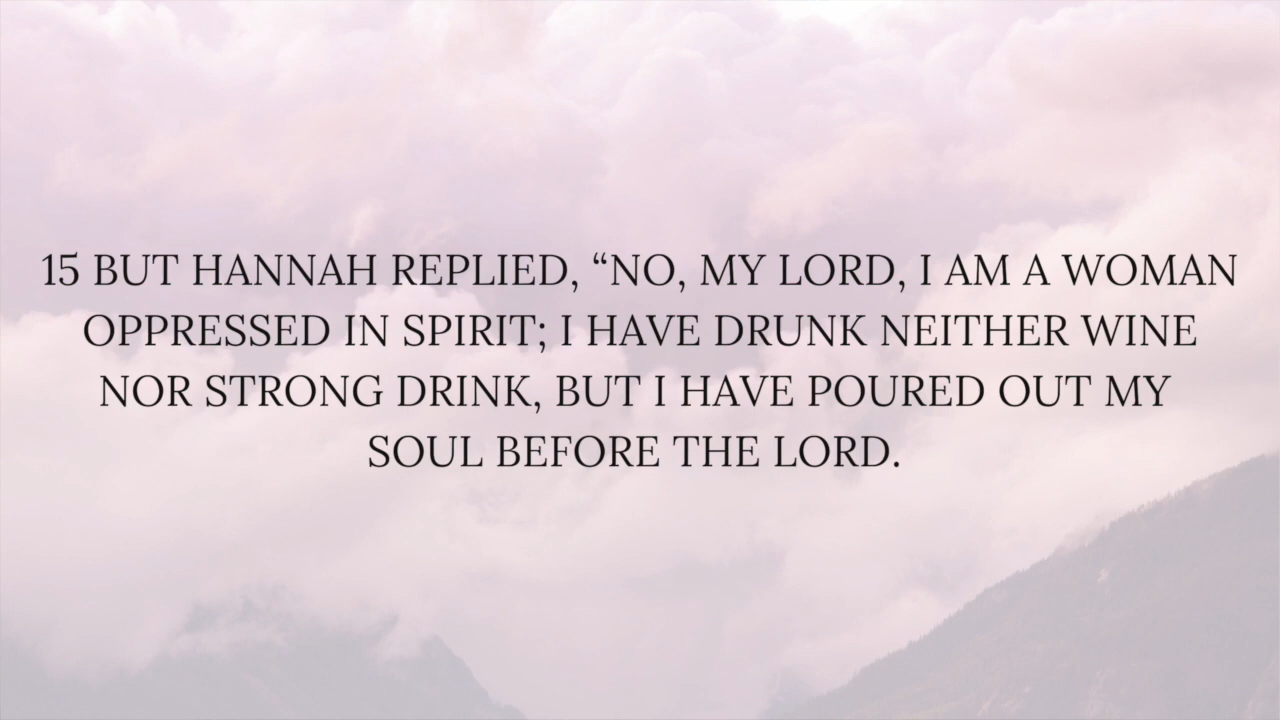 15 BUT HANNAH REPLIED, “NO, MY LORD, I AM A WOMAN
OPPRESSED IN SPIRIT; I HAVE DRUNK NEITHER WINE
NOR STRONG DRINK, BUT I HAVE POURED OUT MY
SOUL BEFORE THE LORD.